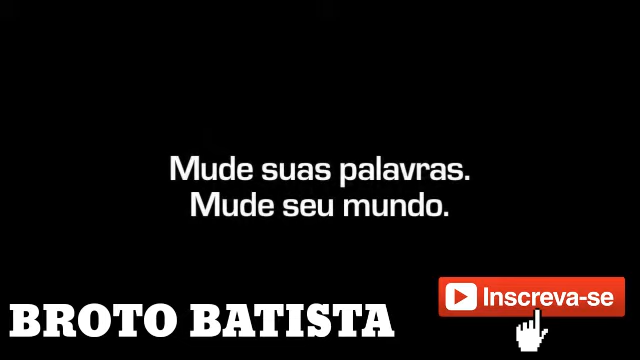 Mude suas palavras.
Mude seu mundo.
Inscreva-se
BROTO BATISTA